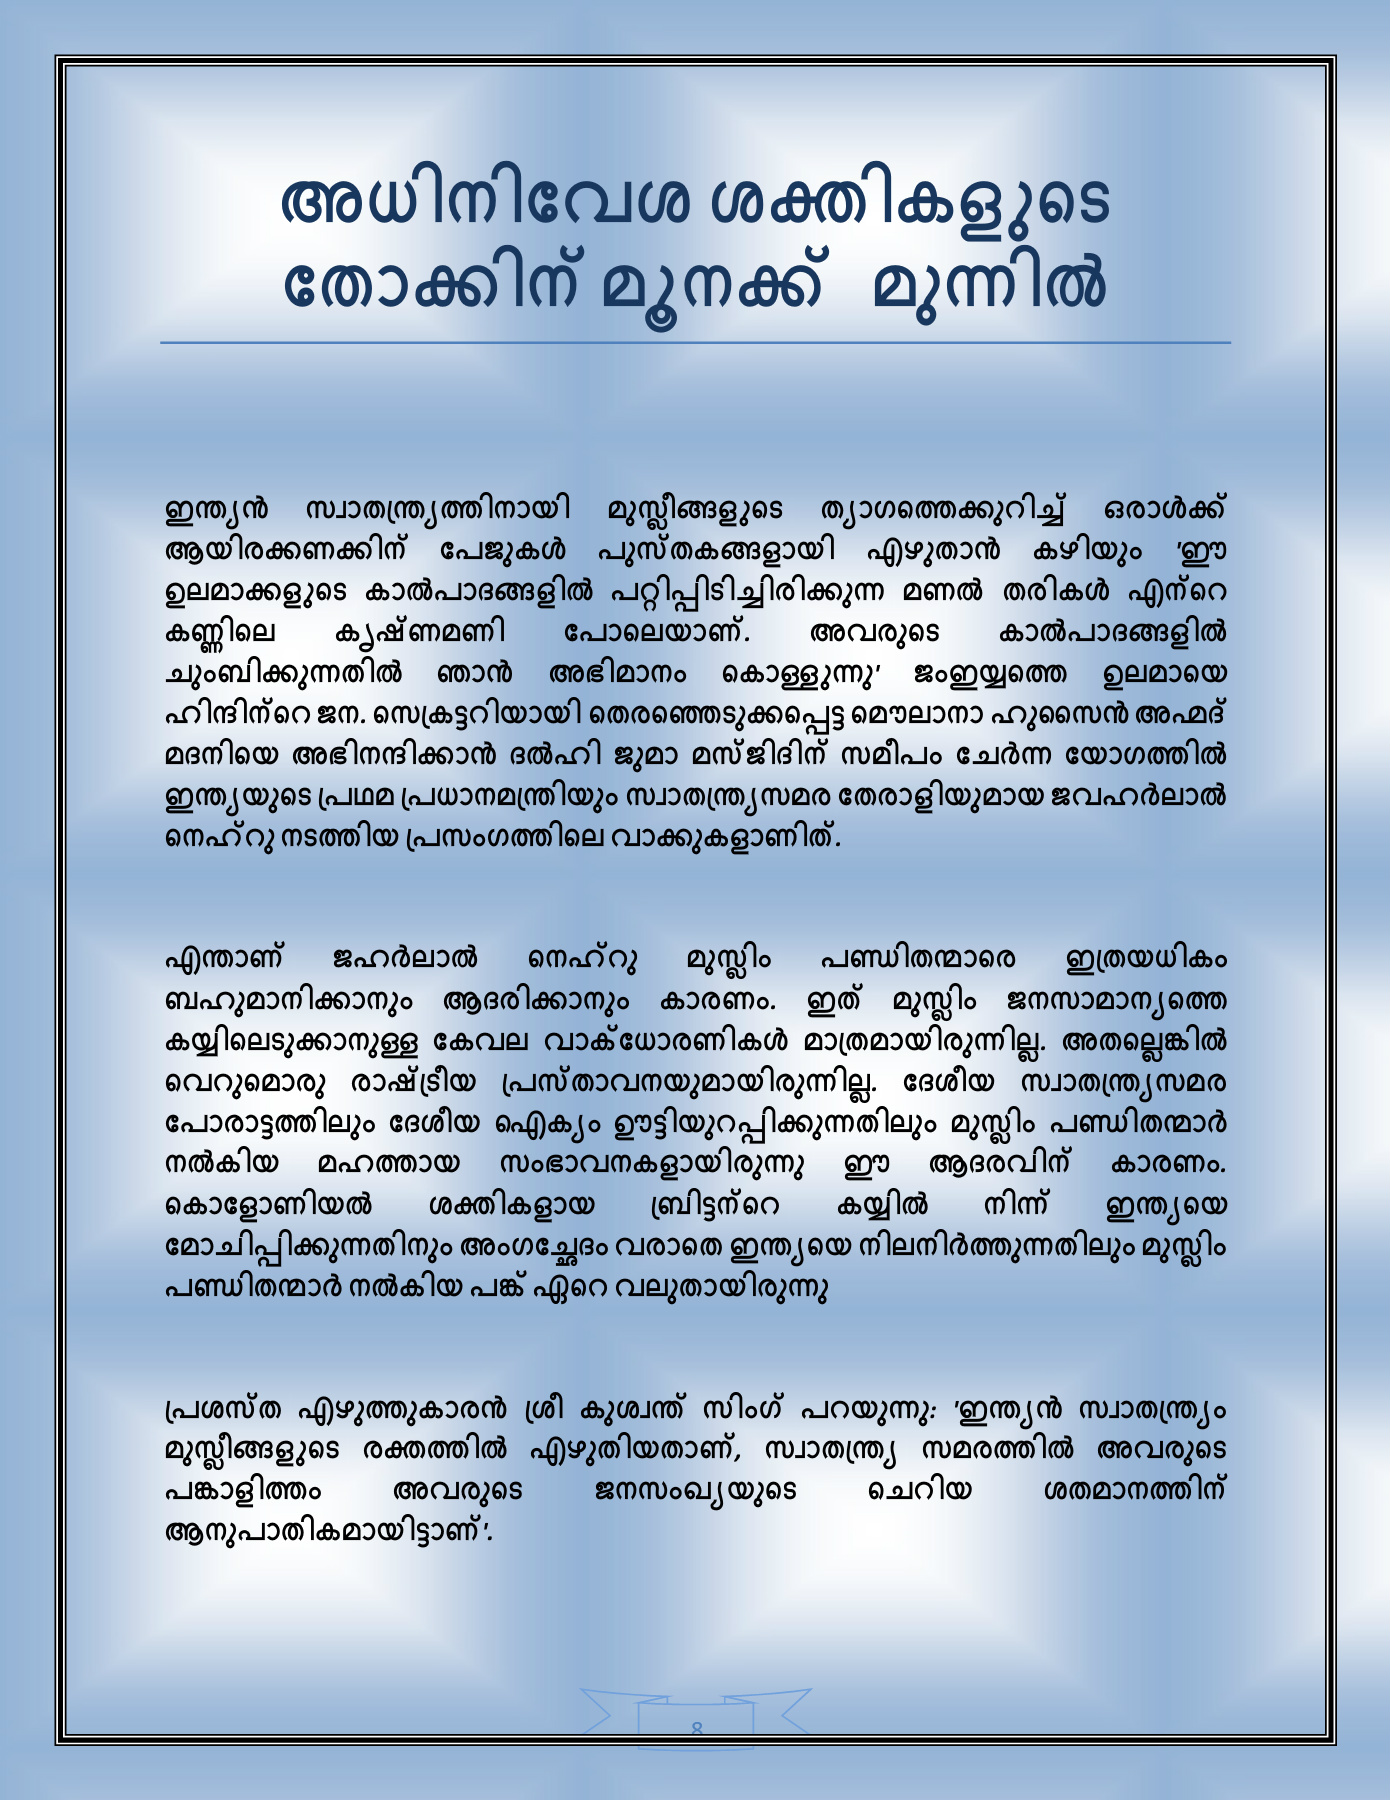 അധിനിവേശ ശക്തികളുടെ
തോക്കിന് മൂനക്ക് മുന്നിൽ
ഇന്ത്യൻ സ്വാതന്ത്ര്യത്തിനായി മുസ്ലീങ്ങളുടെ ത്യാഗത്തെക്കുറിച്ച് ഒരാൾക്ക്
ആയിരക്കണക്കിന് പേജുകൾ പുസ്തകങ്ങളായി എഴുതാൻ കഴിയും 'ഈ
ഉലമാക്കളുടെ കാൽപാദങ്ങളിൽ പറ്റിപ്പിടിച്ചിരിക്കുന്ന മണൽ തരികൾ എന്റെ
കണ്ണിലെ കൃഷ്ണമണി പോലെയാണ്. അവരുടെ കാൽപാദങ്ങളിൽ
ചുംബിക്കുന്നതിൽ ഞാൻ അഭിമാനം കൊള്ളുന്നു' ജംഇയ്യത്തെ ഉലമായെ
ഹിന്ദിന്റെ ജന. സെക്രട്ടറിയായി തെരഞ്ഞെടുക്കപ്പെട്ട മൌലാനാ ഹുസൈൻ അഹ്മദ്
മദനിയെ അഭിനന്ദിക്കാൻ ദൽഹി ജുമാ മസ്ജിദിന് സമീപം ചേർന്ന യോഗത്തിൽ
ഇന്ത്യയുടെ പ്രഥമ പ്രധാനമന്ത്രിയും സ്വാതന്ത്ര്യസമര തേരാളിയുമായ ജവഹർലാൽ
നെഹ്റു നടത്തിയ പ്രസംഗത്തിലെ വാക്കുകളാണിത്.
എന്താണ് ജഹർലാൽ നെഹ്റു മുസ്ലിം പണ്ഡിതന്മാരെ ഇത്രയധികം
ബഹുമാനിക്കാനും ആദരിക്കാനും കാരണം. ഇത് മുസ്ലിം ജനസാമാന്യത്തെ
കയ്യിലെടുക്കാനുള്ള കേവല വാക്ധോരണികൾ മാത്രമായിരുന്നില്ല. അതല്ലെങ്കിൽ
വെറുമൊരു രാഷ്ട്രീയ പ്രസ്താവനയുമായിരുന്നില്ല. ദേശീയ സ്വാതന്ത്ര്യസമര
പോരാട്ടത്തിലും ദേശീയ ഐക്യം ഊട്ടിയുറപ്പിക്കുന്നതിലും മുസ്ലിം പണ്ഡിതന്മാർ
നൽകിയ മഹത്തായ സംഭാവനകളായിരുന്നു ഈ ആദരവിന് കാരണം.
കൊളോണിയൽ ശക്തികളായ ബ്രിട്ടന്റെ കയ്യിൽ നിന്ന് ഇന്ത്യയെ
മോചിപ്പിക്കുന്നതിനും അംഗച്ഛേദം വരാതെ ഇന്ത്യയെ നിലനിർത്തുന്നതിലും മുസ്ലിം
പണ്ഡിതന്മാർ നൽകിയ പങ്ക് ഏറെ വലുതായിരുന്നു
പ്രശസ്ത എഴുത്തുകാരൻ ശ്രീ കുശ്വന്ത് സിംഗ് പറയുന്നു: 'ഇന്ത്യൻ സ്വാതന്ത്ര്യം
മുസ്ലീങ്ങളുടെ രക്തത്തിൽ എഴുതിയതാണ്, സ്വാതന്ത്ര്യ സമരത്തിൽ അവരുടെ
പങ്കാളിത്തം അവരുടെ ജനസംഖ്യയുടെ ചെറിയ ശതമാനത്തിന്
ആനുപാതികമായിട്ടാണ്'.
8